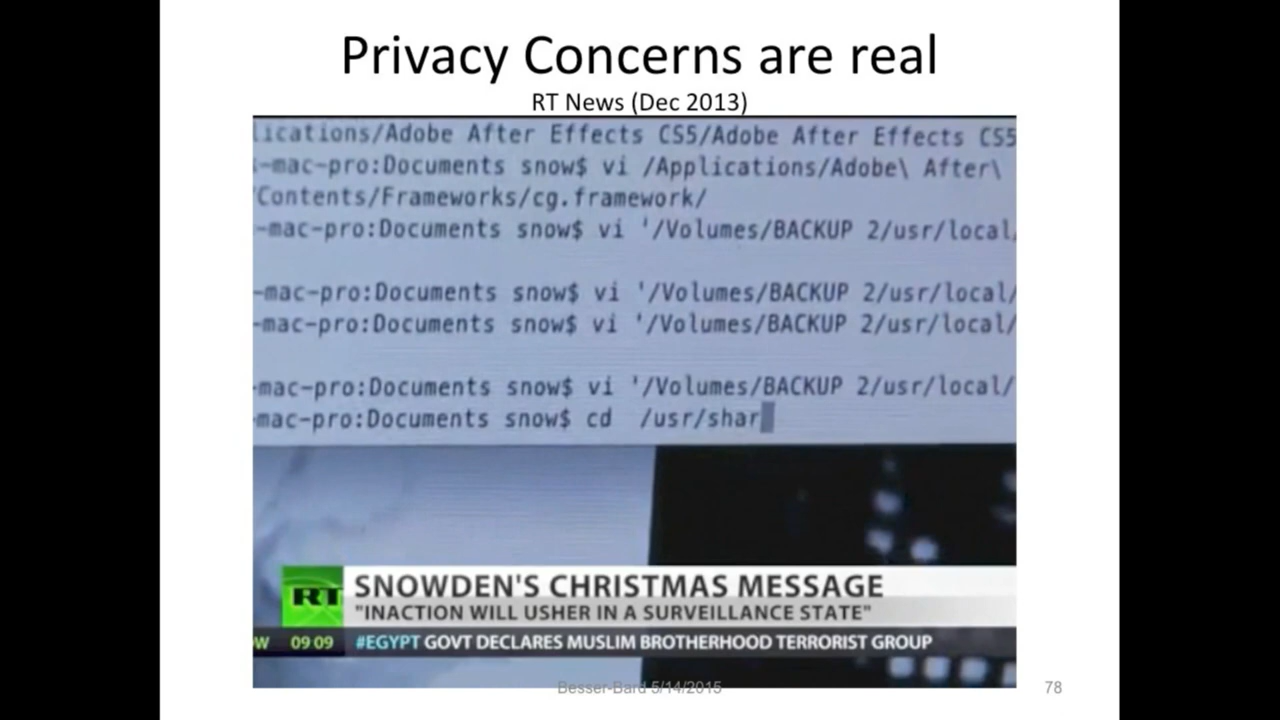 Privacy Concerns are real
RT News (Dec 2013)
lications/Adobe After Effects CS5/Adobe After Effects CS5
-mac-pro:Documents snow$ vi /Applications/Adobe\ After\
/Contents/Frameworks/cg.framework/
-mac-pro:Documents snow$ vi '/Volumes/BACKUP 2/usr/local/
-mac-pro:Documents snow$ vi '/Volumes/BACKUP 2/usr/local/
-mac-pro:Documents snow$ vi '/Volumes/BACKUP 2/usr/local/
-mac-pro:Documents snow$ vi '/Volumes/BACKUP 2/usr/local/
-mac-pro:Documents snow$ cd /usr/shar
RT
SNOWDEN'S CHRISTMAS MESSAGE
"INACTION WILL USHER IN A SURVEILLANCE STATE"
W 09:09 #EGYPT GOVT DECLARES MUSLIM BROTHERHOOD TERRORIST GROUP
Besser-Bard 5/14/2015
78